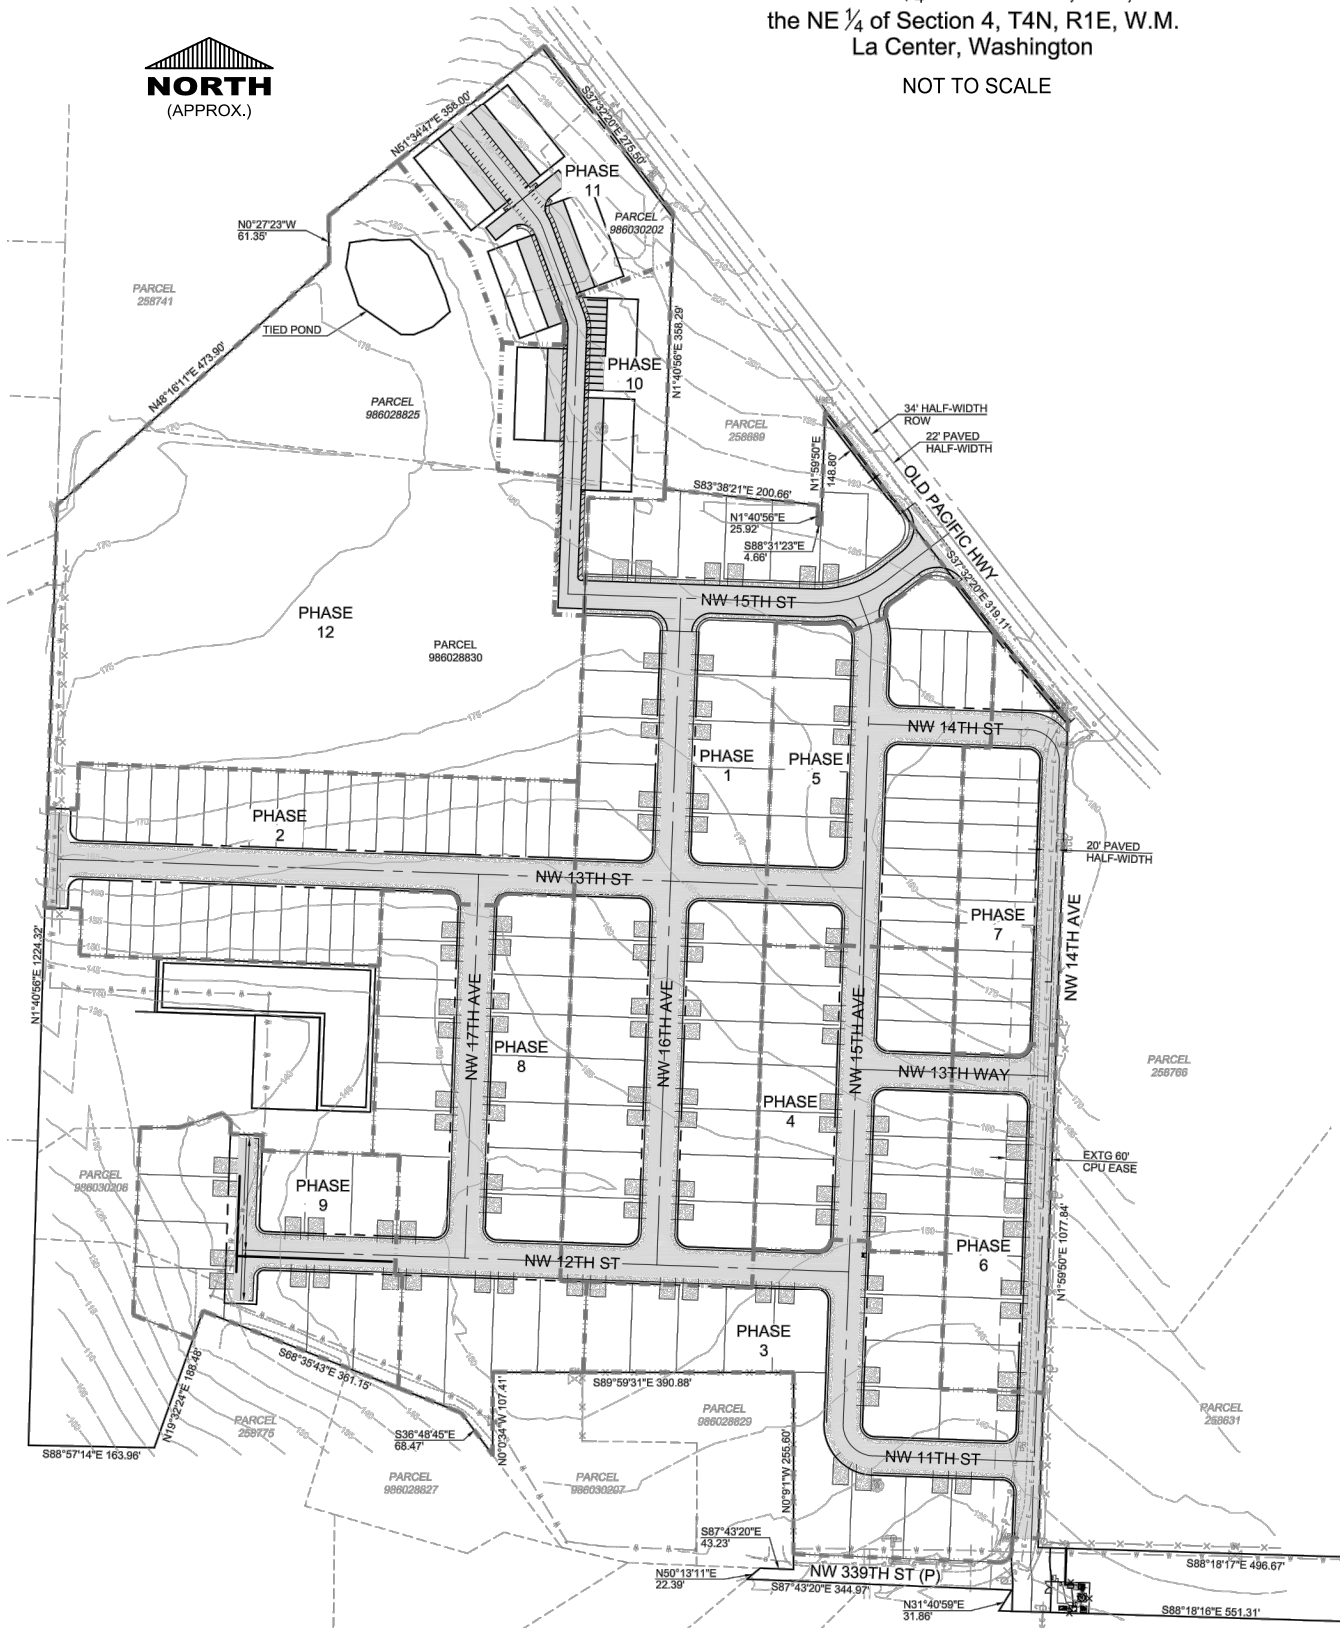 the NE ¼ of Section 4, T4N, R1E, W.M.
La Center, Washington
NOT TO SCALE
NORTH
(APPROX.)
N51°34'47"E 358.00'
S37°32'20"E 275.50'
PHASE
11
PARCEL
986030202
N0°27'23"W
61.35'
PARCEL
258741
TIED POND
N48°16'11"E 473.90'
N1°40'56"E 358.29'
PHASE
10
PARCEL
986028825
PARCEL
258689
34' HALF-WIDTH
ROW
22' PAVED
HALF-WIDTH
OLD PACIFIC HWY
N1°59'50"E
148.80'
S83°38'21"E 200.66'
N1°40'56"E
25.92'
S88°31'23"E
4.66'
S37°32'20"E 319.11'
NW 15TH ST
PHASE
12
PARCEL
986028830
NW 14TH ST
PHASE
1
PHASE
5
PHASE
2
20' PAVED
HALF-WIDTH
NW 13TH ST
PHASE
7
NW 14TH AVE
N1°40'56"E 1224.32'
NW 17TH AVE
NW 16TH AVE
NW 15TH AVE
PHASE
8
NW 13TH WAY
PARCEL
258766
PHASE
4
EXTG 60'
CPU EASE
PARCEL
986030206
PHASE
9
N1°59'50"E 1077.84'
PHASE
6
NW 12TH ST
PHASE
3
S68°35'43"E 361.15'
N19°32'24"E 188.48'
S89°59'31"E 390.88'
N0°0'34"W 107.41'
PARCEL
258775
PARCEL
986028829
PARCEL
258631
S36°48'45"E
68.47'
S88°57'14"E 163.96'
N0°9'1"W 255.60'
NW 11TH ST
PARCEL
986028827
PARCEL
986030207
S87°43'20"E
43.23'
N50°13'11"E
22.39'
NW 339TH ST (P)
S87°43'20"E 344.97'
N31°40'59"E
31.86'
S88°18'17"E 496.67'
S88°18'16"E 551.31'